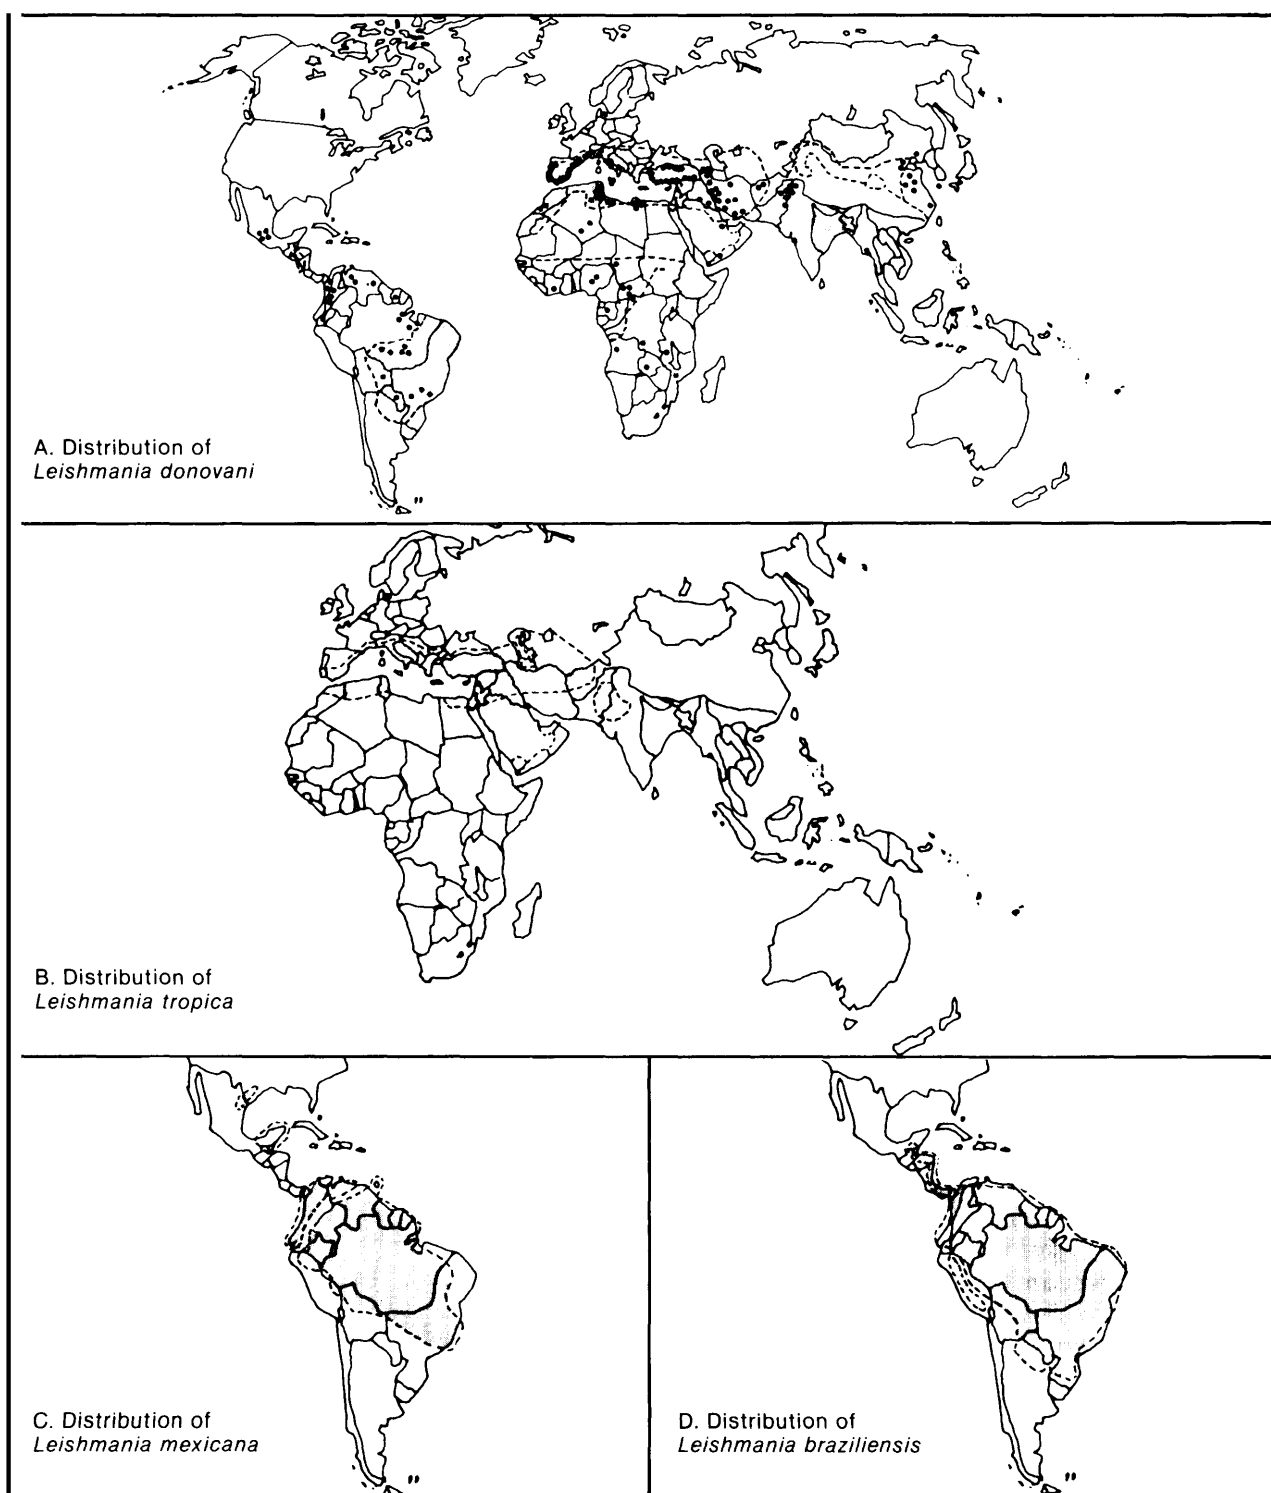 A. Distribution of
Leishmania donovani
B. Distribution of
Leishmania tropica
C. Distribution of
Leishmania mexicana
D. Distribution of
Leishmania braziliensis